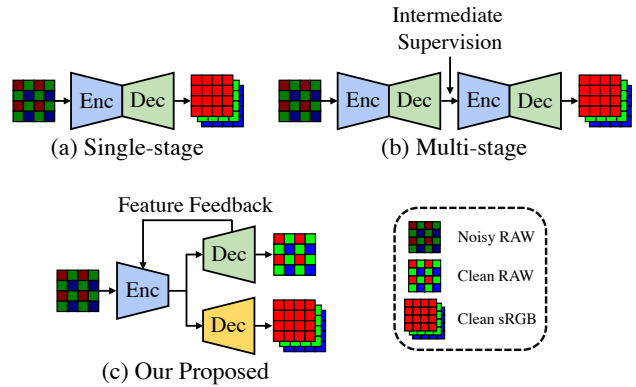 Intermediate
Supervision
Enc Dec
Enc Dec Enc Dec
(a) Single-stage
(b) Multi-stage
Feature Feedback
Enc
Dec
Dec
(c) Our Proposed
Noisy RAW
Clean RAW
Clean sRGB